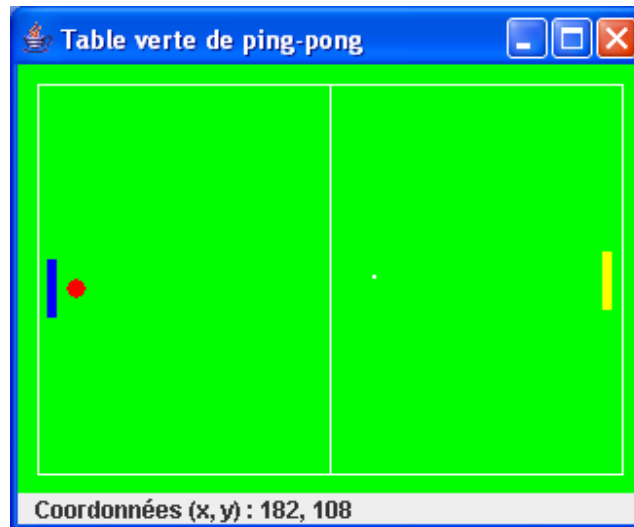 Table verte de ping-pong
Coordonnées (x, y) : 182, 108